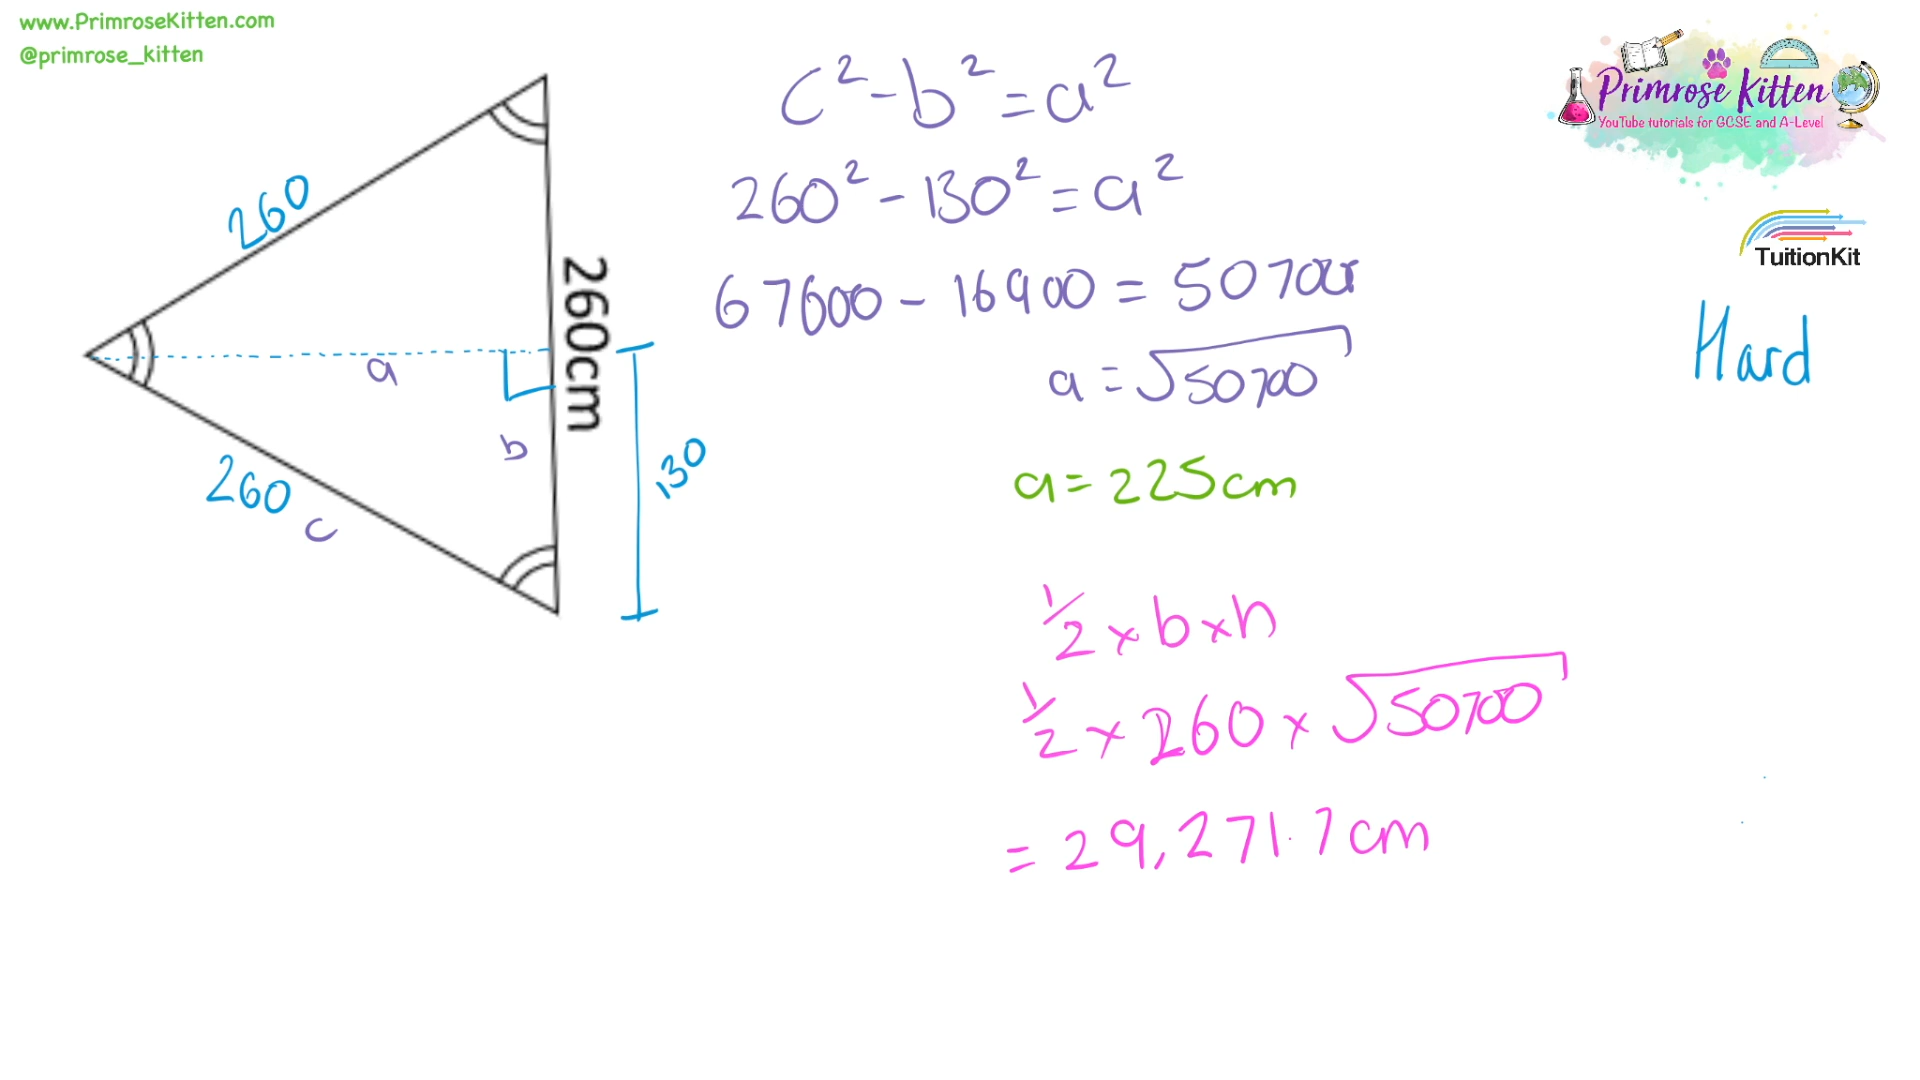 www.PrimroseKitten.com
@primrose_kitten
Primrose Kitten
YouTube tutorials for GCSE and A-Level
TuitionKit
Hard
260
260cm
a
b
260
c
130
c² - b² = a²
260² - 130² = a²
67600 - 16900 = 50700
a = √50700
a = 225cm
1/2 × b × h
1/2 × 260 × √50700
= 29,271.7cm